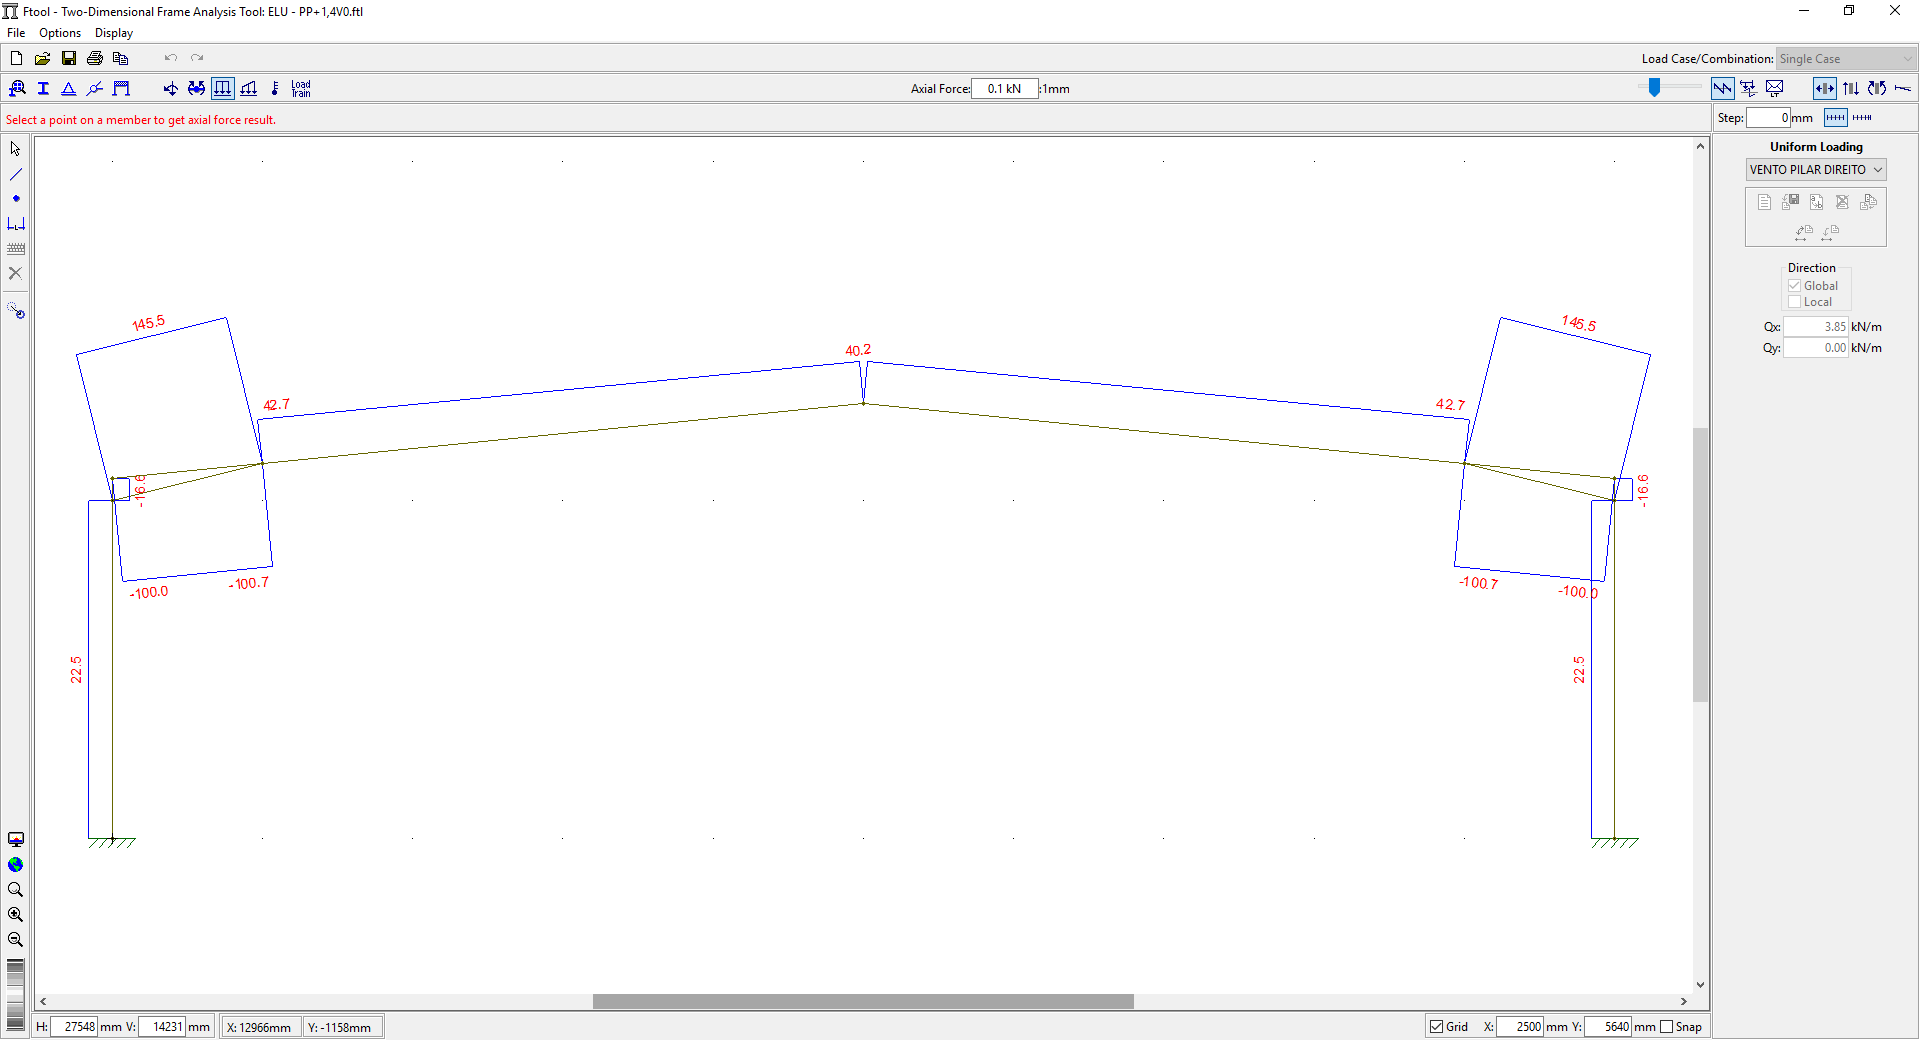 Ftool - Two-Dimensional Frame Analysis Tool: ELU - PP+1,4V0.ftl
File Options Display
Load Case/Combination: Single Case
Load Train
Axial Force: 0.1 kN :1mm
Select a point on a member to get axial force result.
Step: 0 mm
Uniform Loading
VENTO PILAR DIREITO
Direction
Global
Local
Qx: 3.85 kN/m
Qy: 0.00 kN/m
145.5
145.5
40.2
42.7
42.7
-16.6
-16.6
-100.0
-100.7
-100.7
-100.0
22.5
22.5
H: 27548 mm V: 14231 mm X: 12966mm Y: -1158mm
Grid X: 2500 mm Y: 5640 mm Snap